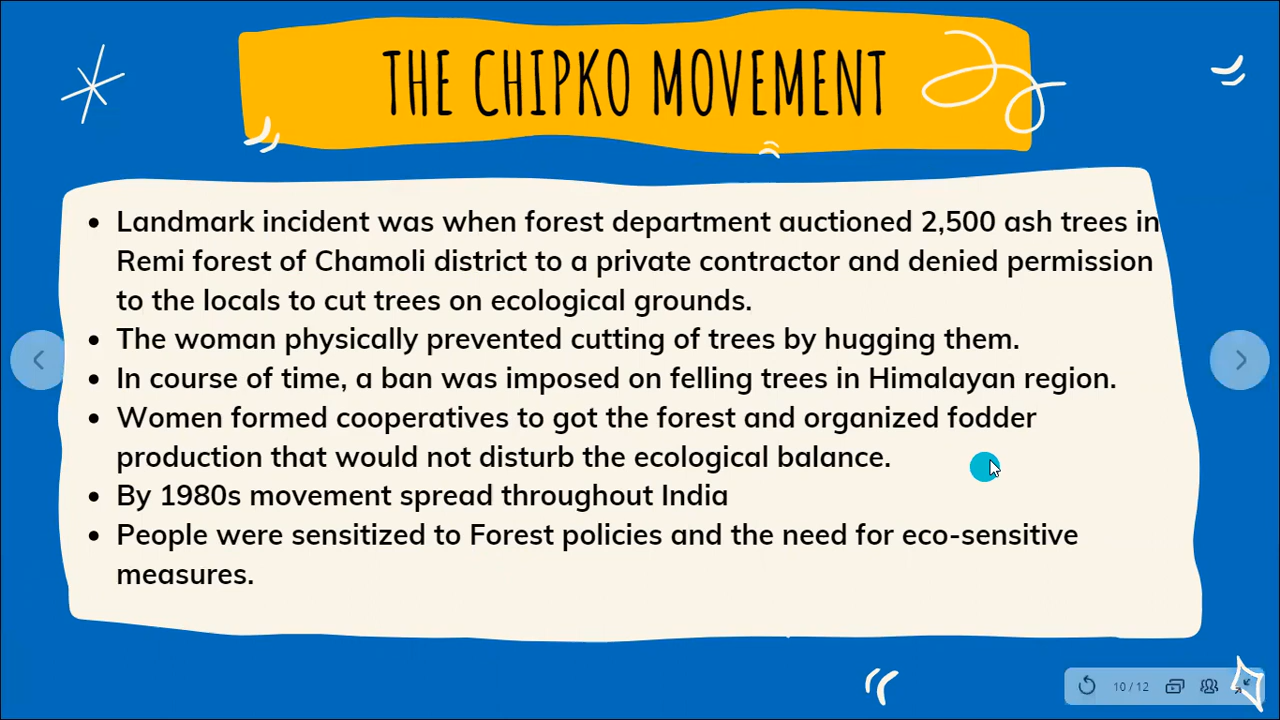 THE CHIPKO MOVEMENT
• Landmark incident was when forest department auctioned 2,500 ash trees in
Remi forest of Chamoli district to a private contractor and denied permission
to the locals to cut trees on ecological grounds.
• The woman physically prevented cutting of trees by hugging them.
• In course of time, a ban was imposed on felling trees in Himalayan region.
• Women formed cooperatives to got the forest and organized fodder
production that would not disturb the ecological balance.
• By 1980s movement spread throughout India
• People were sensitized to Forest policies and the need for eco-sensitive
measures.
10 / 12